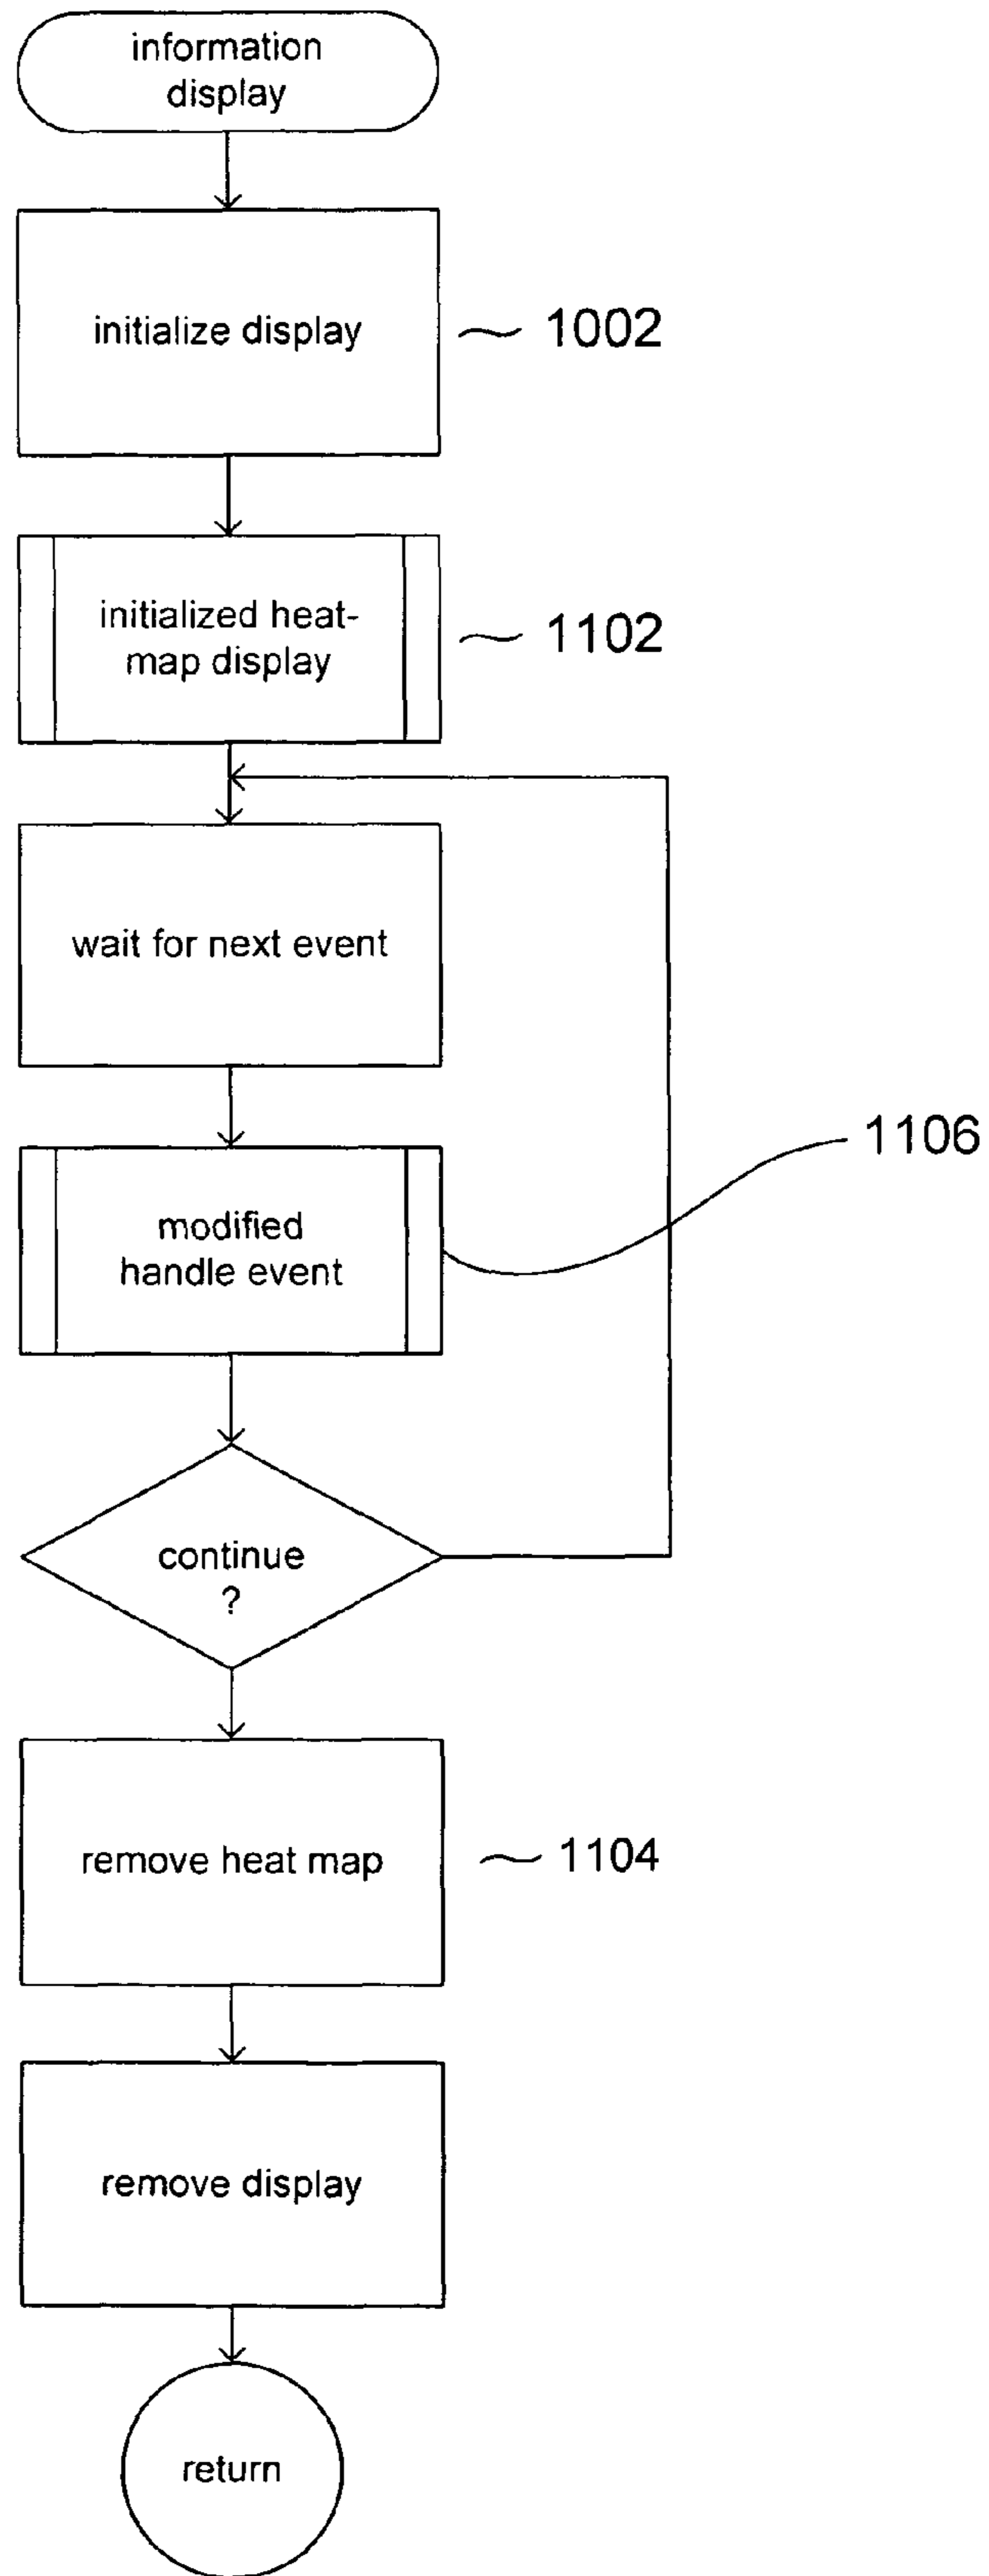 information
display
initialize display
1002
initialized heat-
map display
1102
wait for next event
1106
modified
handle event
continue
?
remove heat map
1104
remove display
return